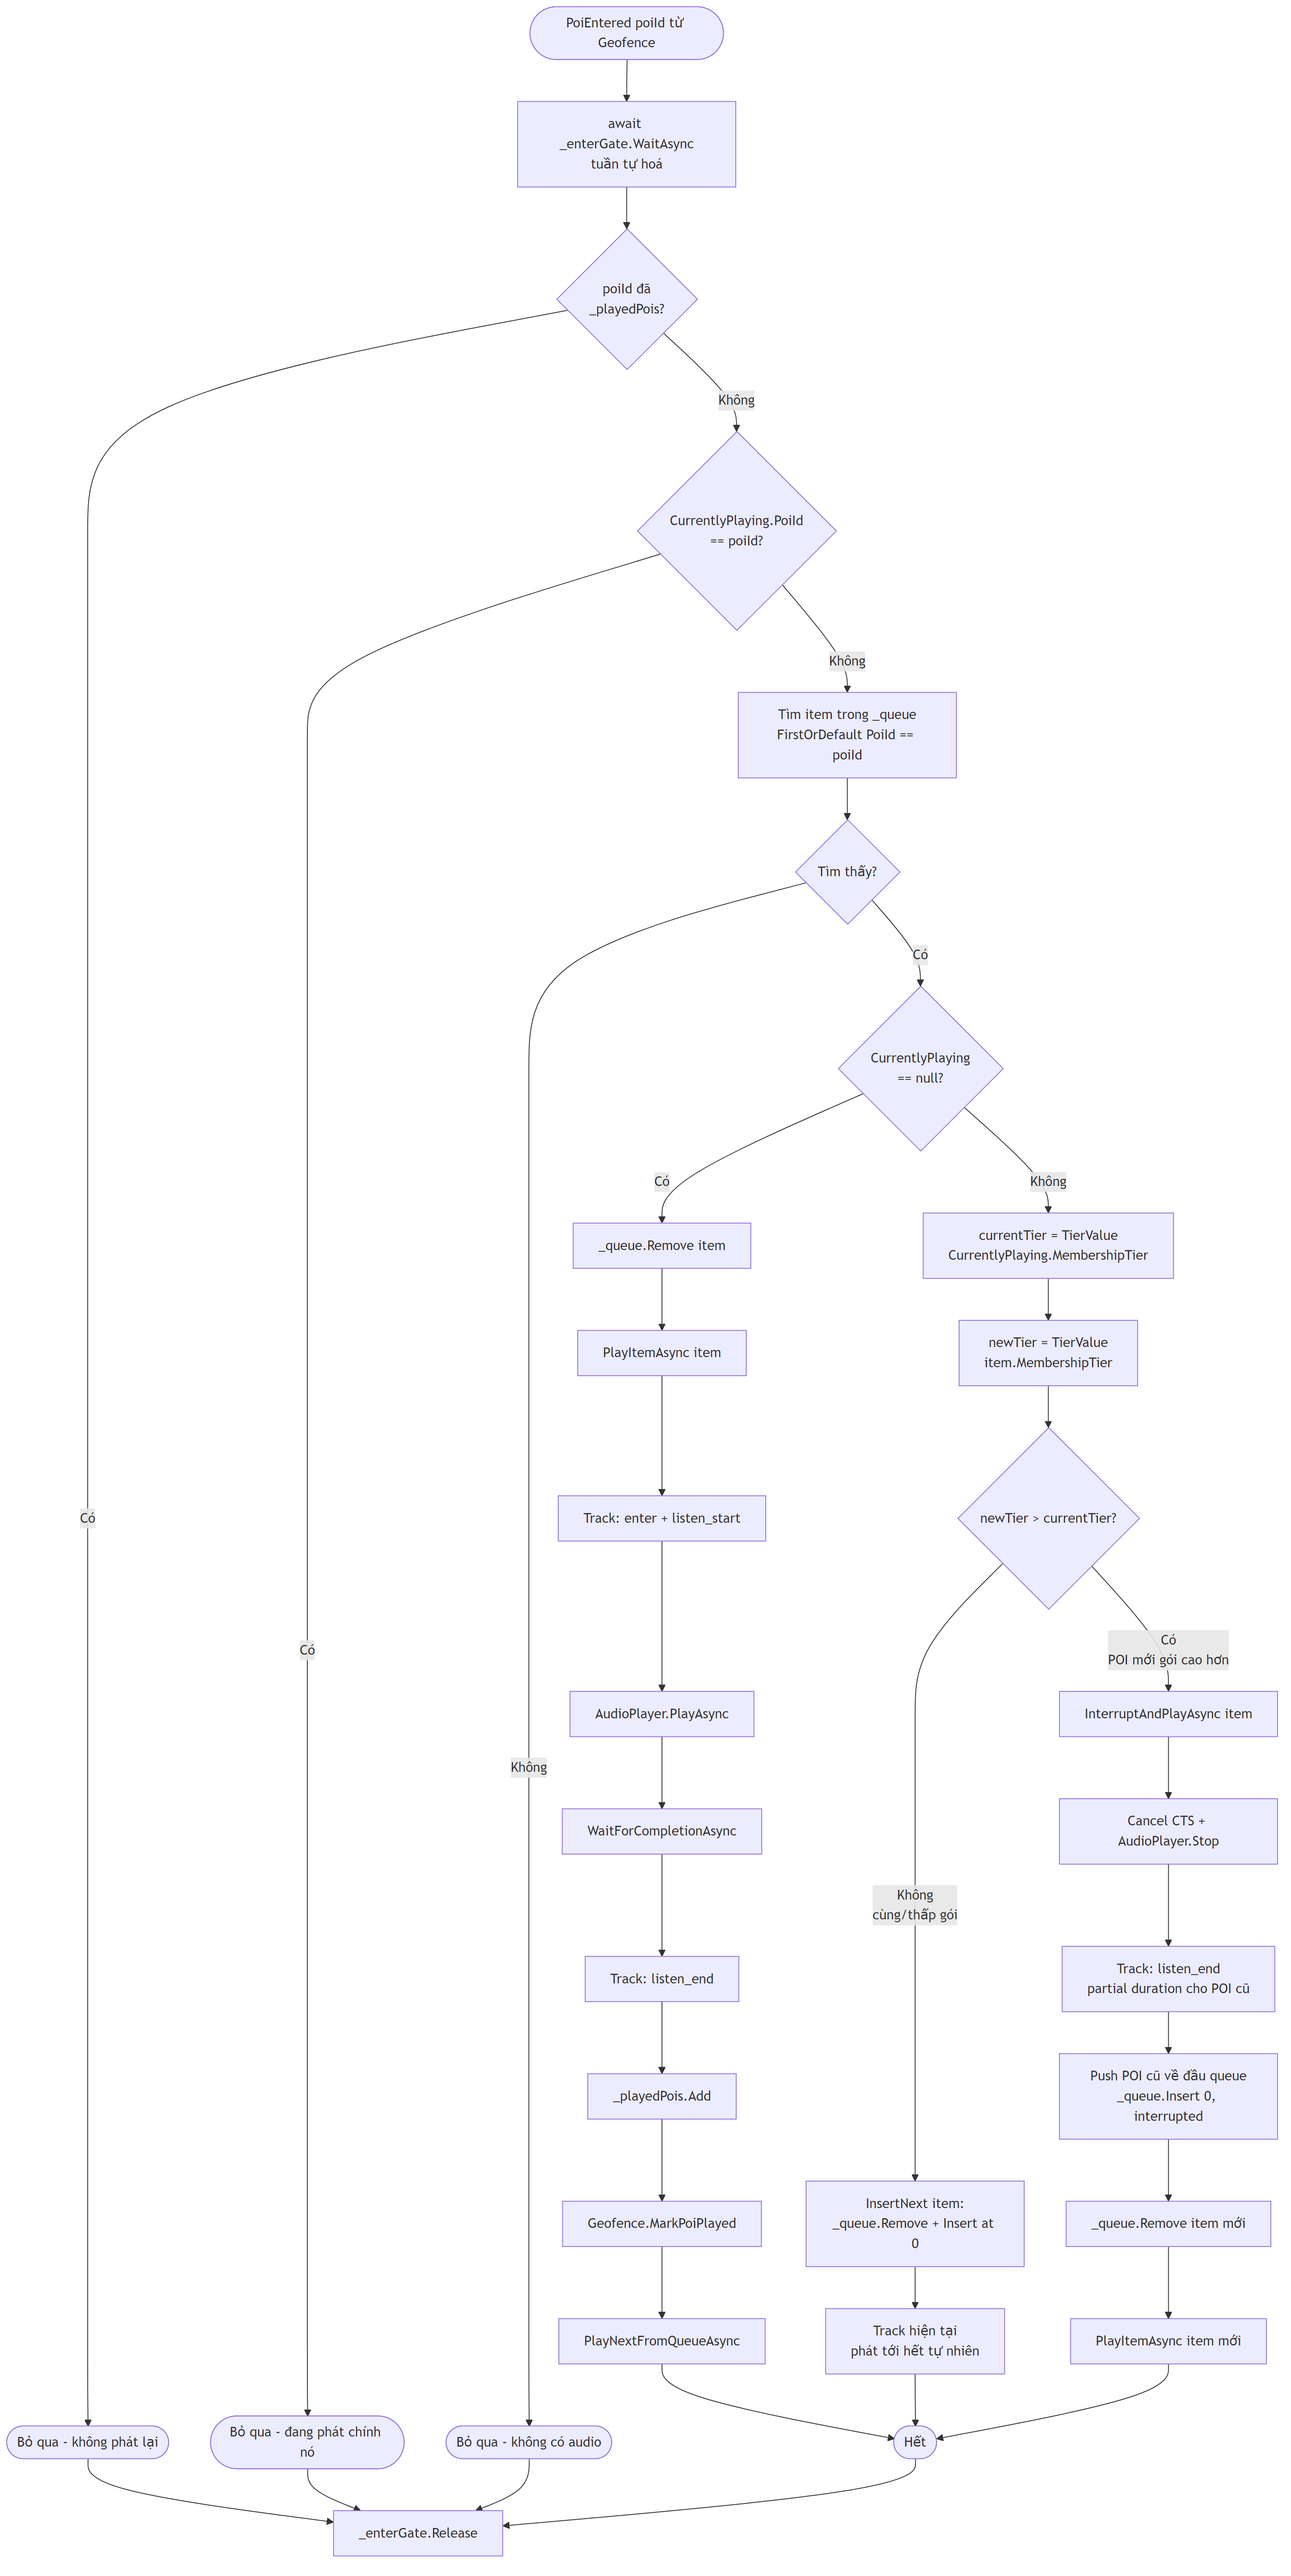 PoiEntered poiId từ
Geofence
await
_enterGate.WaitAsync
tuần tự hoá
poiId đã
_playedPois?
Không
CurrentlyPlaying.PoiId
== poiId?
Không
Tìm item trong _queue
FirstOrDefault PoiId ==
poiId
Tìm thấy?
Có
CurrentlyPlaying
== null?
Có
Không
_queue.Remove item
currentTier = TierValue
CurrentlyPlaying.MembershipTier
PlayItemAsync item
newTier = TierValue
item.MembershipTier
Có
Track: enter + listen_start
newTier > currentTier?
Có
Có
POI mới gói cao hơn
AudioPlayer.PlayAsync
InterruptAndPlayAsync item
Không
WaitForCompletionAsync
Cancel CTS +
AudioPlayer.Stop
Không
cùng/thấp gói
Track: listen_end
Track: listen_end
partial duration cho POI cũ
_playedPois.Add
Push POI cũ về đầu queue
_queue.Insert 0,
interrupted
Geofence.MarkPoiPlayed
InsertNext item:
_queue.Remove + Insert at
0
_queue.Remove item mới
PlayNextFromQueueAsync
Track hiện tại
phát tới hết tự nhiên
PlayItemAsync item mới
Bỏ qua - không phát lại
Bỏ qua - đang phát chính
nó
Bỏ qua - không có audio
Hết
_enterGate.Release